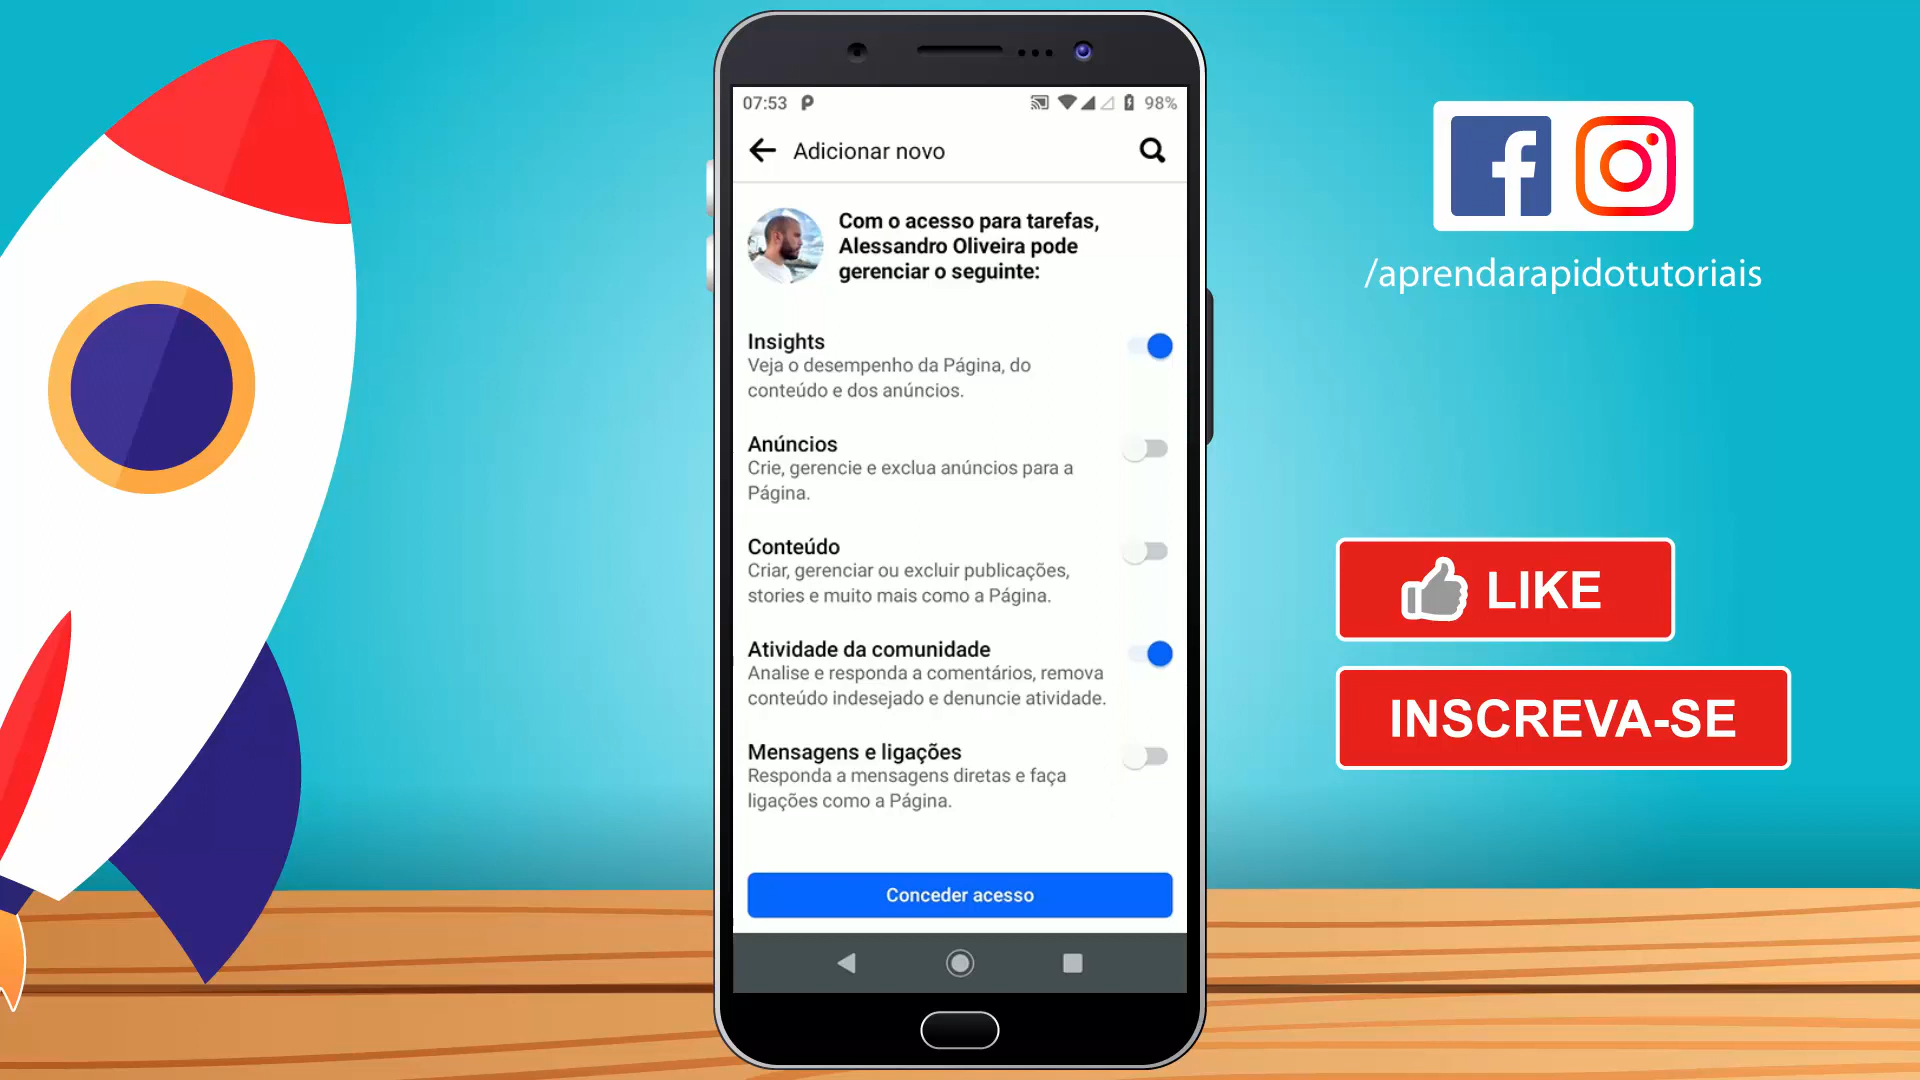 07:53
98%
Adicionar novo
Com o acesso para tarefas,
Alessandro Oliveira pode
gerenciar o seguinte:
Insights
Veja o desempenho da Página, do
conteúdo e dos anúncios.
Anúncios
Crie, gerencie e exclua anúncios para a
Página.
Conteúdo
Criar, gerenciar ou excluir publicações,
stories e muito mais como a Página.
Atividade da comunidade
Analise e responda a comentários, remova
conteúdo indesejado e denuncie atividade.
Mensagens e ligações
Responda a mensagens diretas e faça
ligações como a Página.
Conceder acesso
/aprendarapidotutoriais
LIKE
INSCREVA-SE